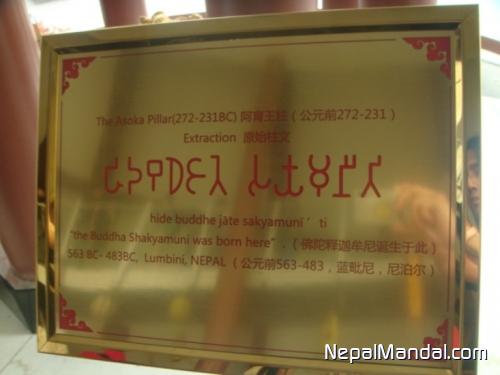 The Asoka Pillar(272-231BC) 阿育王柱（公元前272-231）
Extraction 原始柱文
hide buddhe jāte sakyamunī ´ ti
"the Buddha Shakyamuni was born here" .（佛陀释迦牟尼诞生于此）
563 BC- 483BC, Lumbini, NEPAL （公元前563-483，蓝毗尼，尼泊尔）
NepalMandal.com